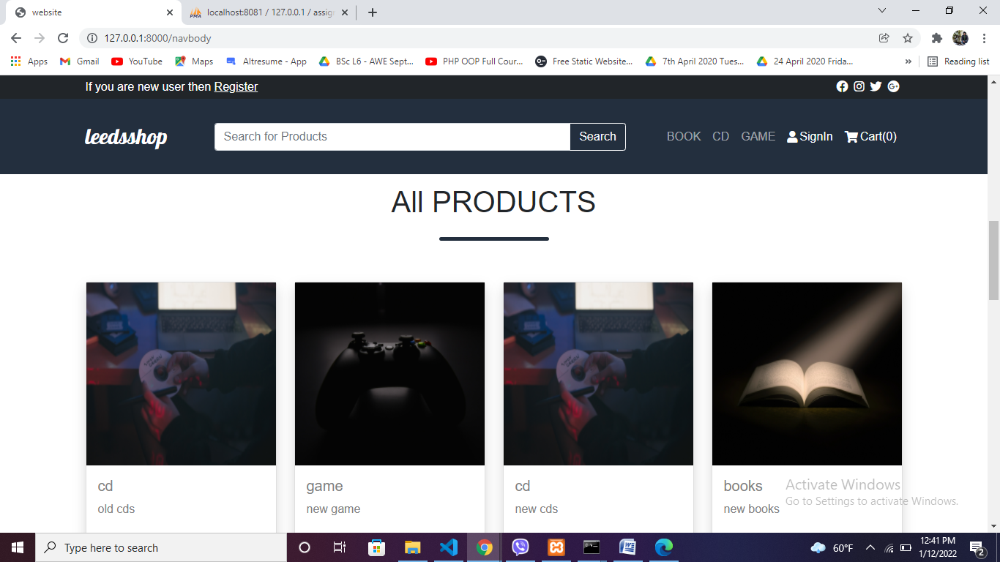 website
localhost:8081 / 127.0.0.1 / assig
127.0.0.1:8000/navbody
Apps
Gmail
YouTube
Maps
Altresume - App
BSc L6 - AWE Sept...
PHP OOP Full Cour...
Free Static Website...
7th April 2020 Tues...
24 April 2020 Frida...
»
Reading list
If you are new user then Register
leedsshop
Search for Products
Search
BOOK
CD
GAME
SignIn
Cart(0)
All PRODUCTS
cd
old cds
game
new game
cd
new cds
books
new books
Activate Windows
Go to Settings to activate Windows.
Type here to search
60°F
12:41 PM
1/12/2022
2